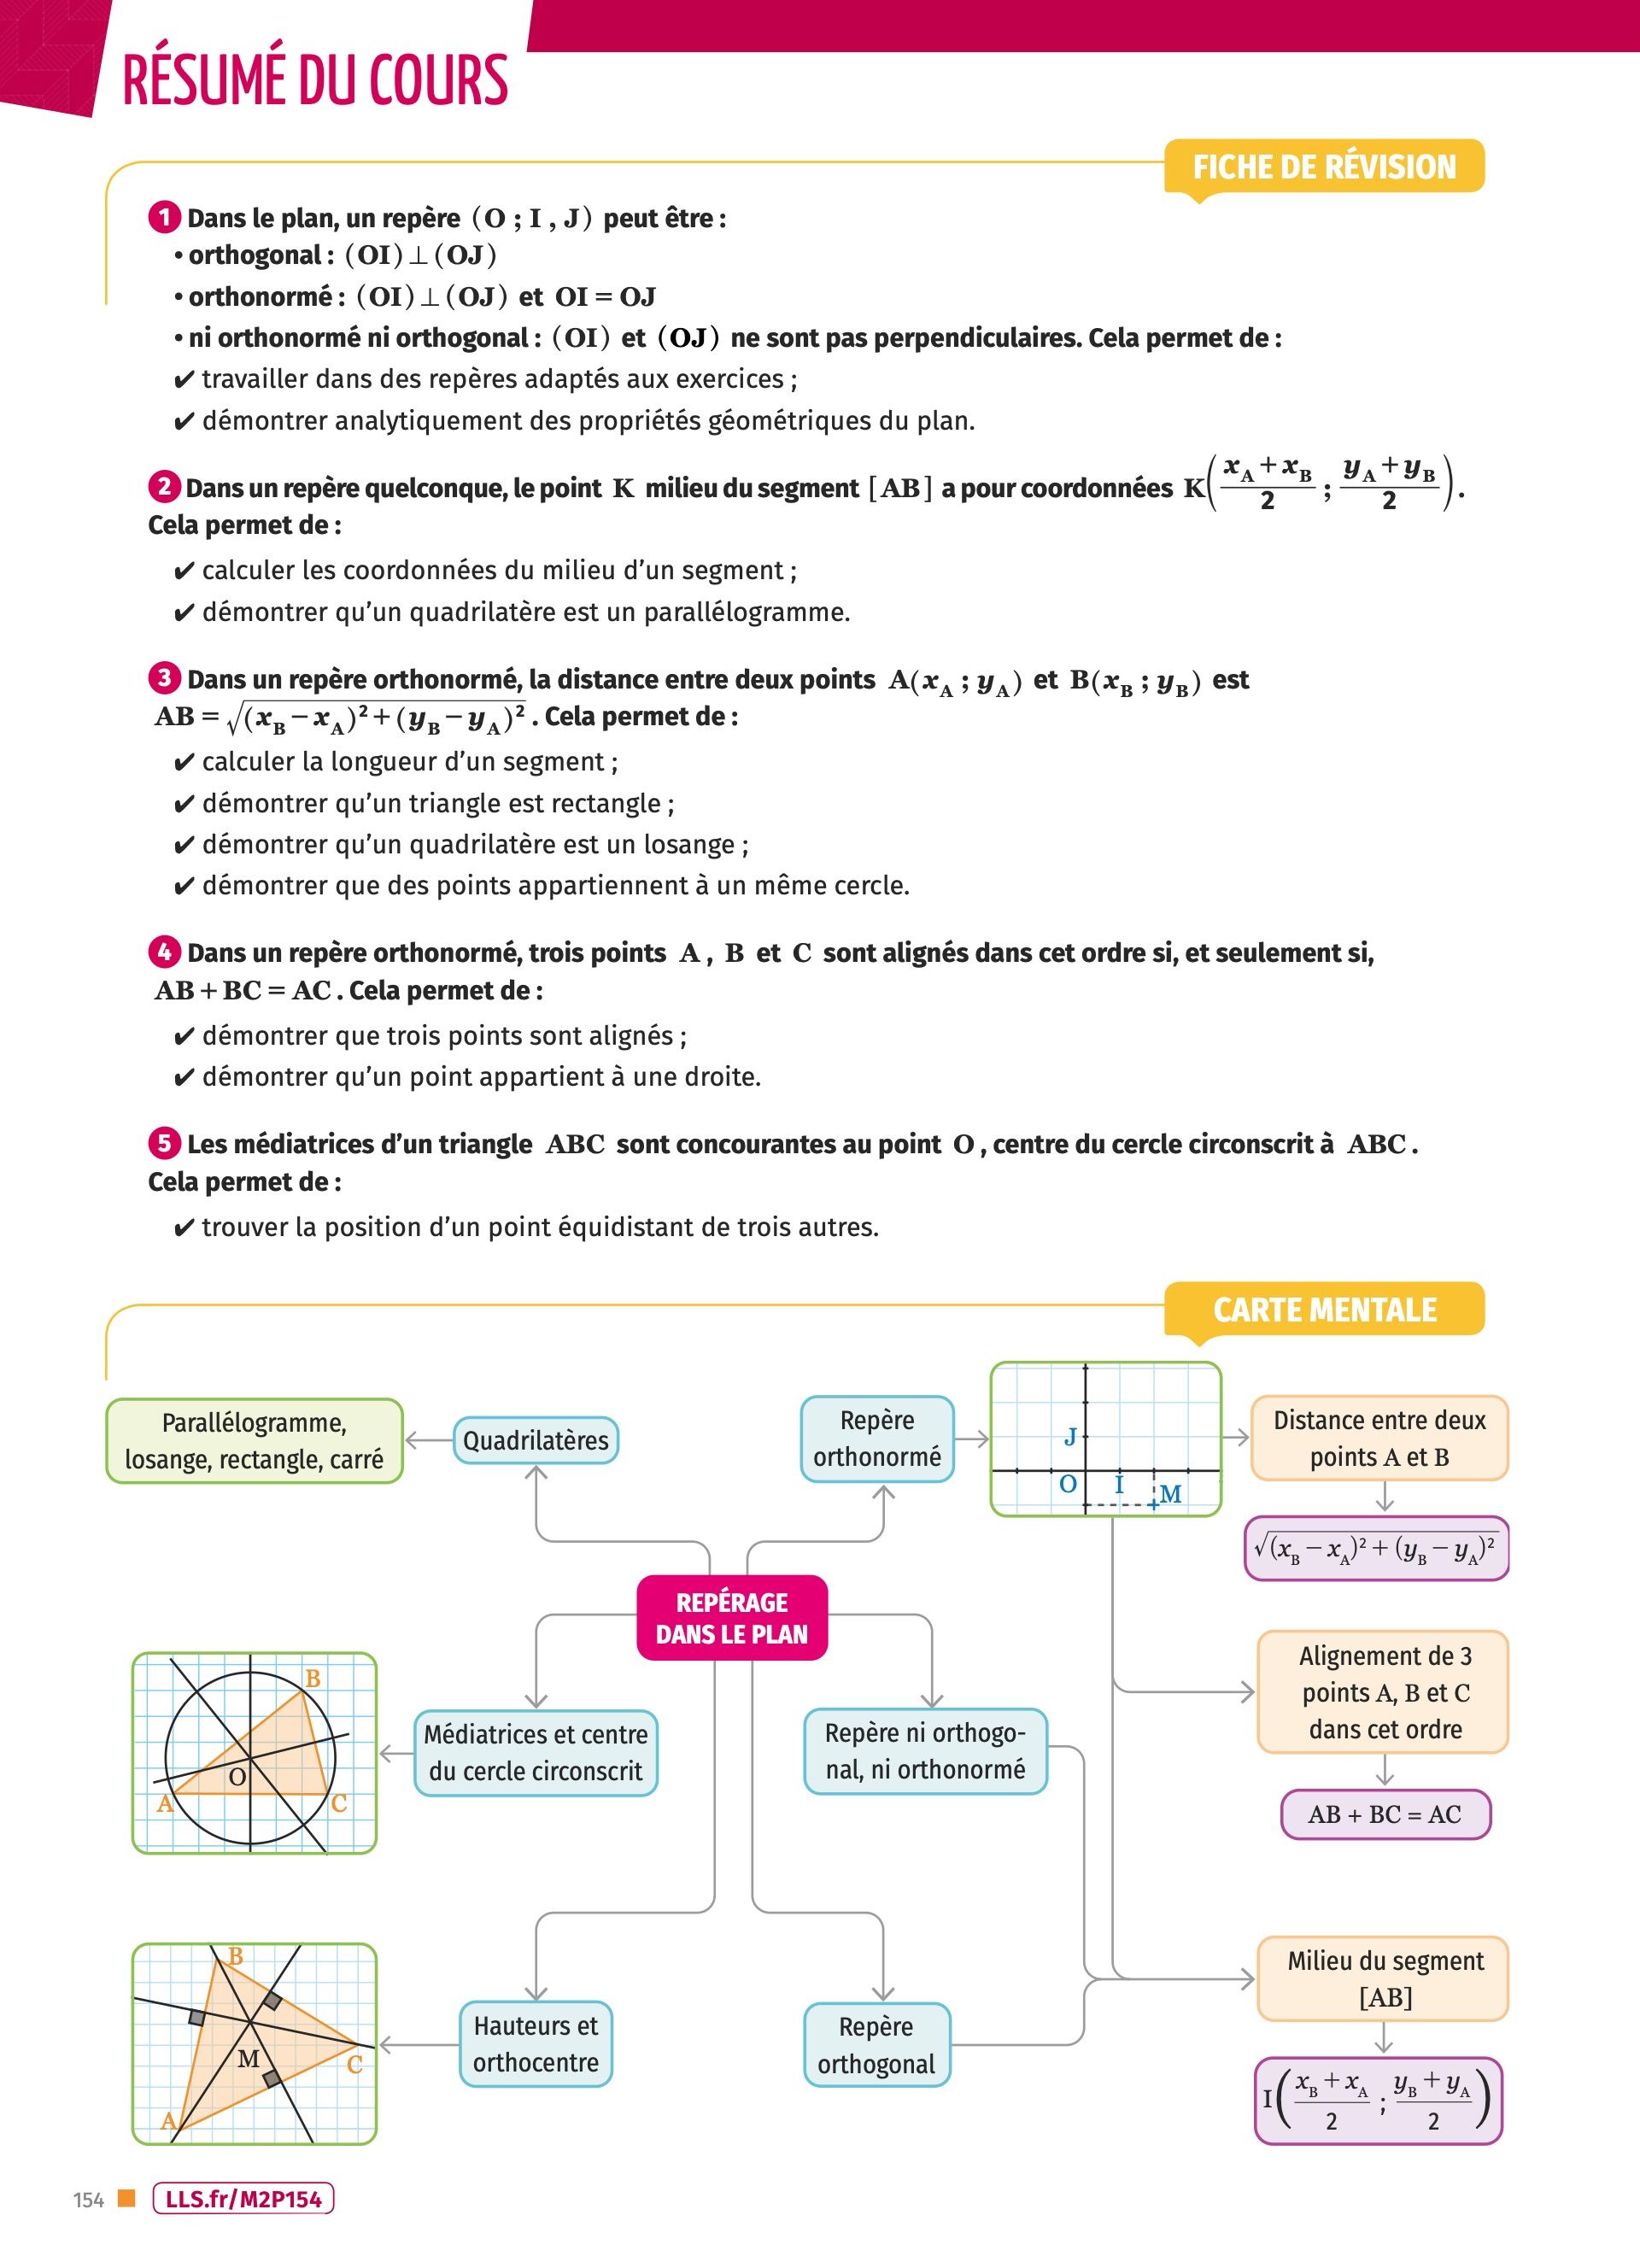 RÉSUMÉ DU COURS
FICHE DE RÉVISION
1 Dans le plan, un repère (O ; I , J) peut être :
• orthogonal : (OI) ⊥ (OJ)
• orthonormé : (OI) ⊥ (OJ) et OI = OJ
• ni orthonormé ni orthogonal : (OI) et (OJ) ne sont pas perpendiculaires. Cela permet de :
✔ travailler dans des repères adaptés aux exercices ;
✔ démontrer analytiquement des propriétés géométriques du plan.
2 Dans un repère quelconque, le point K milieu du segment [AB] a pour coordonnées K((x_A + x_B)/2 ; (y_A + y_B)/2).
Cela permet de :
✔ calculer les coordonnées du milieu d’un segment ;
✔ démontrer qu’un quadrilatère est un parallélogramme.
3 Dans un repère orthonormé, la distance entre deux points A(x_A ; y_A) et B(x_B ; y_B) est
AB = √((x_B − x_A)² + (y_B − y_A)²) . Cela permet de :
✔ calculer la longueur d’un segment ;
✔ démontrer qu’un triangle est rectangle ;
✔ démontrer qu’un quadrilatère est un losange ;
✔ démontrer que des points appartiennent à un même cercle.
4 Dans un repère orthonormé, trois points A , B et C sont alignés dans cet ordre si, et seulement si,
AB + BC = AC . Cela permet de :
✔ démontrer que trois points sont alignés ;
✔ démontrer qu’un point appartient à une droite.
5 Les médiatrices d’un triangle ABC sont concourantes au point O , centre du cercle circonscrit à ABC .
Cela permet de :
✔ trouver la position d’un point équidistant de trois autres.
CARTE MENTALE
Parallélogramme,
losange, rectangle, carré
Quadrilatères
Repère
orthonormé
J
O
I
M
Distance entre deux
points A et B
√((x_B − x_A)² + (y_B − y_A)²)
REPÉRAGE
DANS LE PLAN
B
O
A
C
Médiatrices et centre
du cercle circonscrit
Repère ni orthogo-
nal, ni orthonormé
Alignement de 3
points A, B et C
dans cet ordre
AB + BC = AC
B
M
C
A
Hauteurs et
orthocentre
Repère
orthogonal
Milieu du segment
[AB]
I((x_B + x_A)/2 ; (y_B + y_A)/2)
154
LLS.fr/M2P154